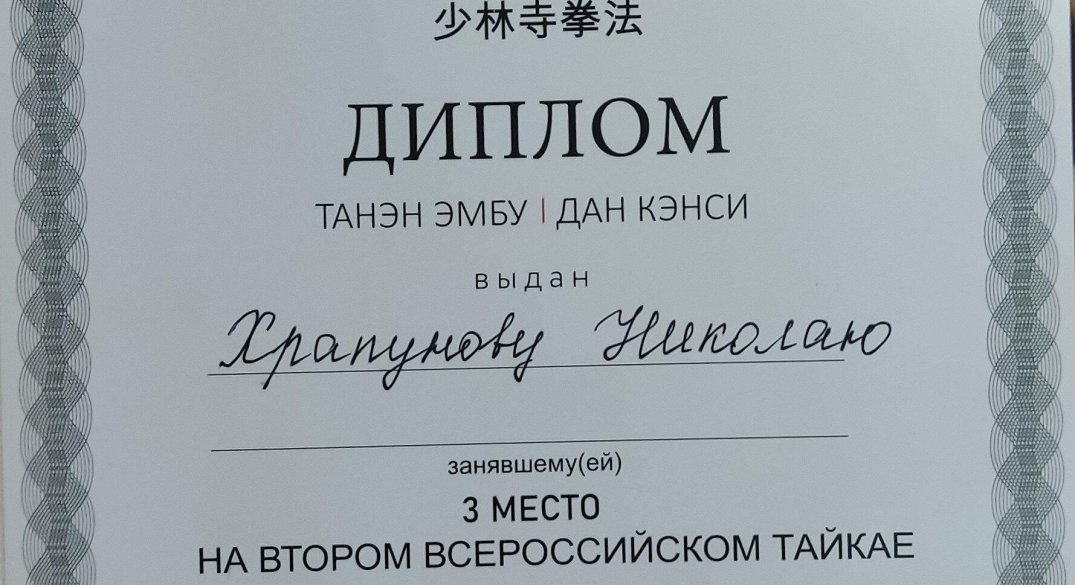 少林寺拳法
ДИПЛОМ
ТАНЭН ЭМБУ | ДАН КЭНСИ
выдан
Храпунову Николаю
занявшему(ей)
3 МЕСТО
НА ВТОРОМ ВСЕРОССИЙСКОМ ТАЙКАЕ